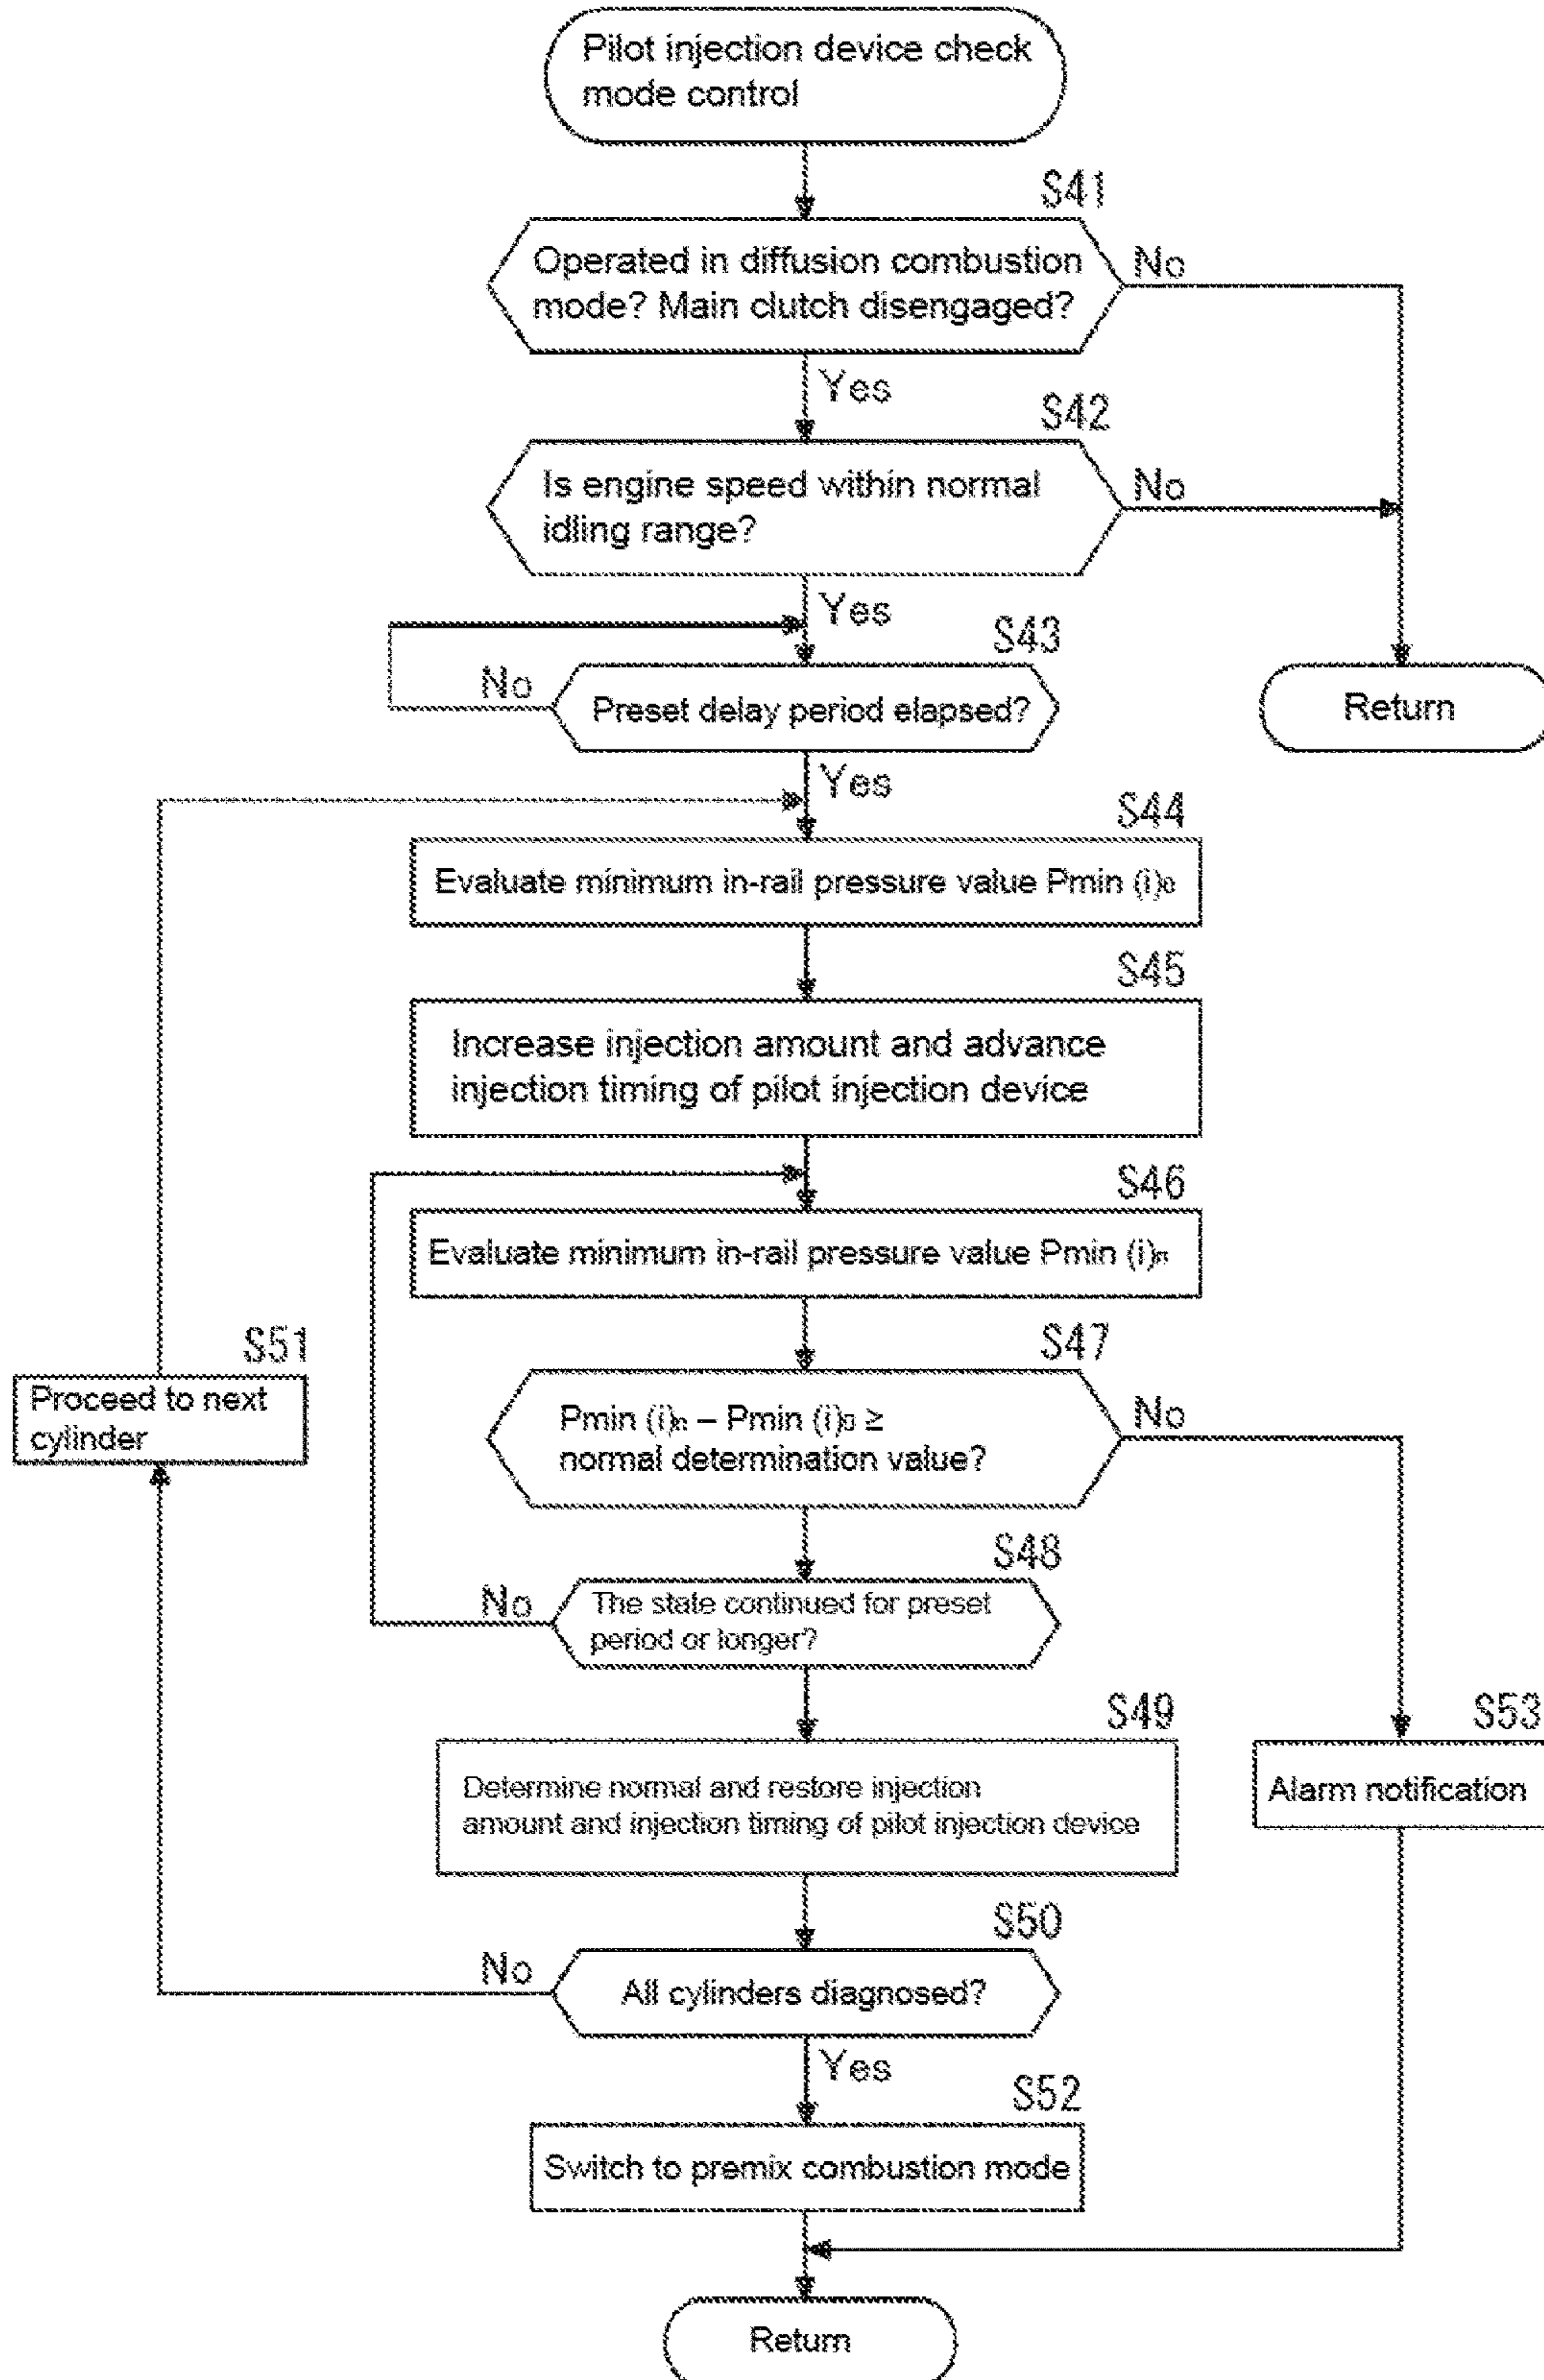 Pilot injection device check
mode control
S41
Operated in diffusion combustion
mode? Main clutch disengaged?
No
Yes
S42
Is engine speed within normal
idling range?
No
Yes
S43
No
Preset delay period elapsed?
Return
Yes
S44
Evaluate minimum in-rail pressure value Pmin (i)₀
S45
Increase injection amount and advance
injection timing of pilot injection device
S46
Evaluate minimum in-rail pressure value Pmin (i)ₙ
S51
Proceed to next
cylinder
S47
Pmin (i)ₙ – Pmin (i)₀ ≥
normal determination value?
No
S48
No
The state continued for preset
period or longer?
S49
Determine normal and restore injection
amount and injection timing of pilot injection device
S53
Alarm notification
S50
No
All cylinders diagnosed?
Yes
S52
Switch to premix combustion mode
Return